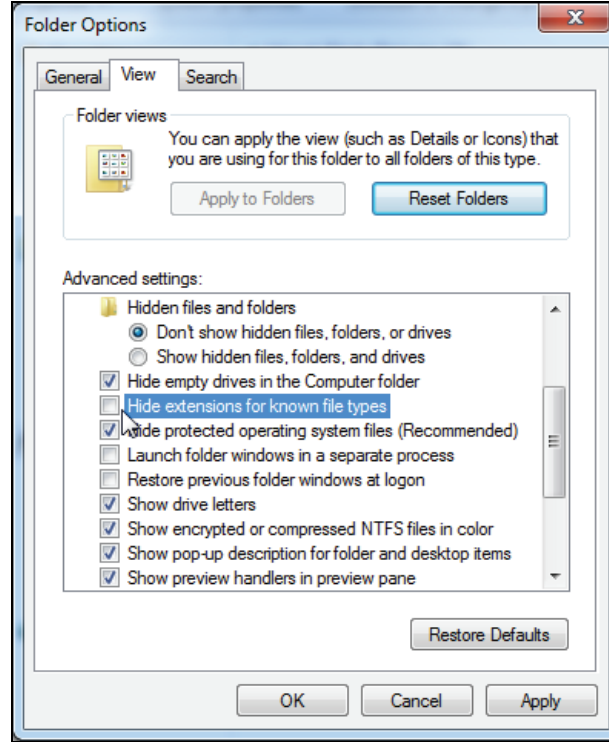 Folder Options
General View Search
Folder views
You can apply the view (such as Details or Icons) that
you are using for this folder to all folders of this type.
Apply to Folders Reset Folders
Advanced settings:
Hidden files and folders
Don't show hidden files, folders, or drives
Show hidden files, folders, and drives
Hide empty drives in the Computer folder
Hide extensions for known file types
Hide protected operating system files (Recommended)
Launch folder windows in a separate process
Restore previous folder windows at logon
Show drive letters
Show encrypted or compressed NTFS files in color
Show pop-up description for folder and desktop items
Show preview handlers in preview pane
Restore Defaults
OK Cancel Apply